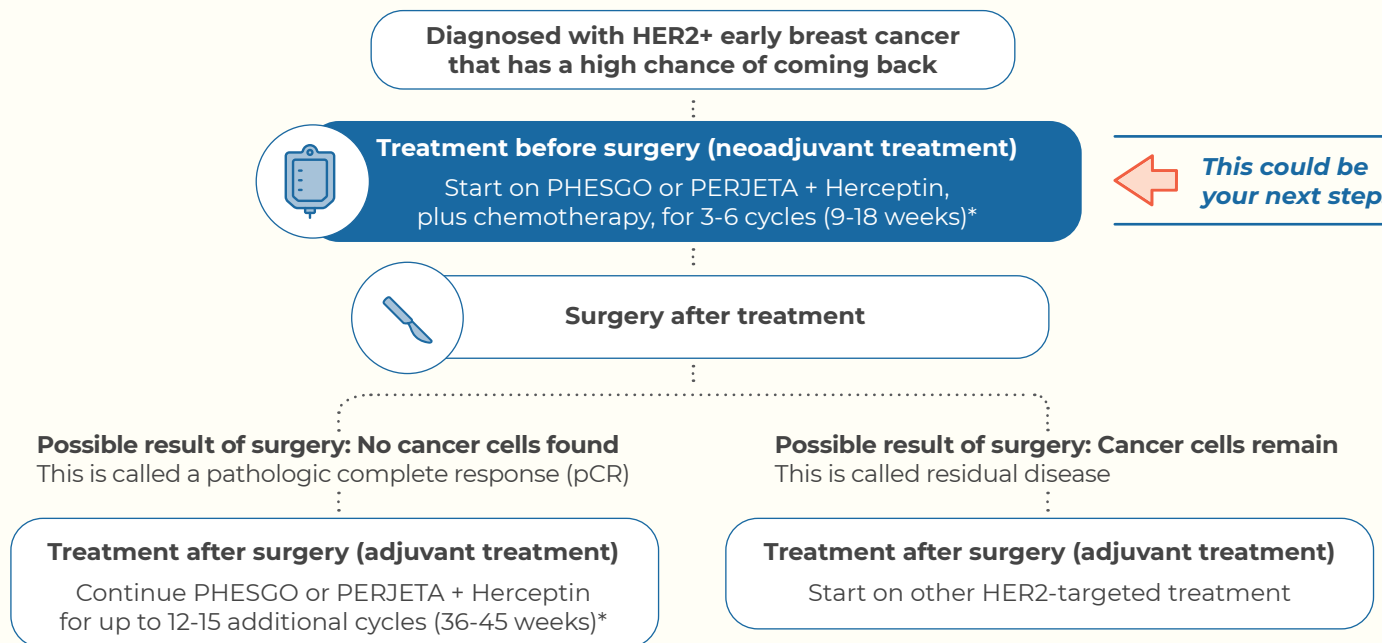 Diagnosed with HER2+ early breast cancer
that has a high chance of coming back
Treatment before surgery (neoadjuvant treatment)
Start on PHESGO or PERJETA + Herceptin,
plus chemotherapy, for 3-6 cycles (9-18 weeks)*
This could be
your next step
Surgery after treatment
Possible result of surgery: No cancer cells found
This is called a pathologic complete response (pCR)
Possible result of surgery: Cancer cells remain
This is called residual disease
Treatment after surgery (adjuvant treatment)
Continue PHESGO or PERJETA + Herceptin
for up to 12-15 additional cycles (36-45 weeks)*
Treatment after surgery (adjuvant treatment)
Start on other HER2-targeted treatment